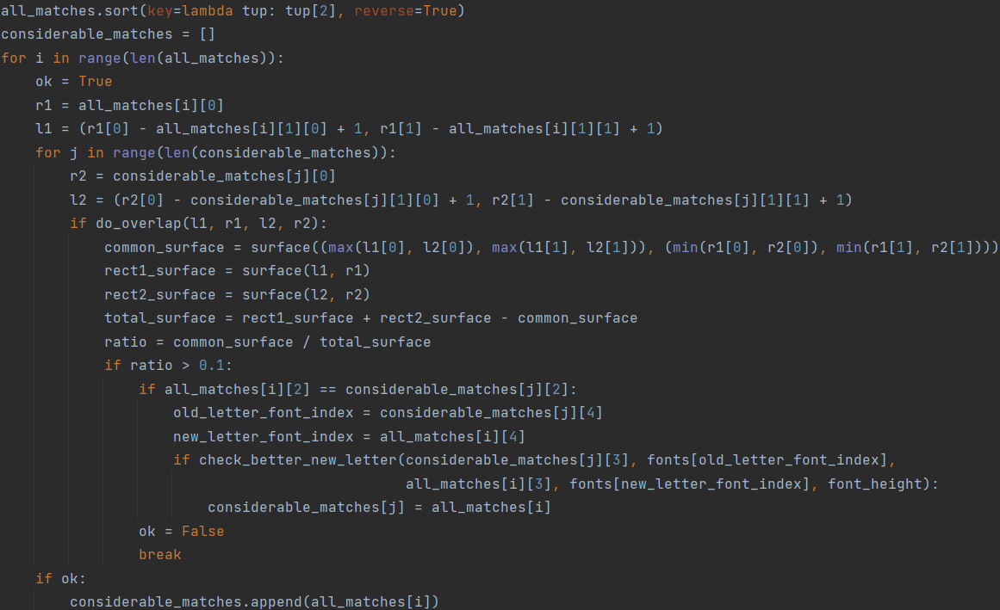 all_matches.sort(key=lambda tup: tup[2], reverse=True)
considerable_matches = []
for i in range(len(all_matches)):
    ok = True
    r1 = all_matches[i][0]
    l1 = (r1[0] - all_matches[i][1][0] + 1, r1[1] - all_matches[i][1][1] + 1)
    for j in range(len(considerable_matches)):
        r2 = considerable_matches[j][0]
        l2 = (r2[0] - considerable_matches[j][1][0] + 1, r2[1] - considerable_matches[j][1][1] + 1)
        if do_overlap(l1, r1, l2, r2):
            common_surface = surface((max(l1[0], l2[0]), max(l1[1], l2[1])), (min(r1[0], r2[0]), min(r1[1], r2[1])))
            rect1_surface = surface(l1, r1)
            rect2_surface = surface(l2, r2)
            total_surface = rect1_surface + rect2_surface - common_surface
            ratio = common_surface / total_surface
            if ratio > 0.1:
                if all_matches[i][2] == considerable_matches[j][2]:
                    old_letter_font_index = considerable_matches[j][4]
                    new_letter_font_index = all_matches[i][4]
                    if check_better_new_letter(considerable_matches[j][3], fonts[old_letter_font_index],
                                               all_matches[i][3], fonts[new_letter_font_index], font_height):
                        considerable_matches[j] = all_matches[i]
                ok = False
                break
    if ok:
        considerable_matches.append(all_matches[i])